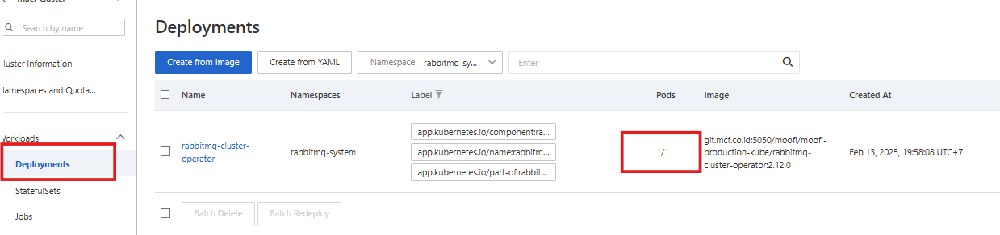 Search by name
Cluster Information
Namespaces and Quota...
Workloads
Deployments
StatefulSets
Jobs
Deployments
Create from Image
Create from YAML
Namespace rabbitmq-sy...
Enter
Name Namespaces Label Pods Image Created At
rabbitmq-cluster-
operator
rabbitmq-system
app.kubernetes.io/component:ra...
app.kubernetes.io/name:rabbitm...
app.kubernetes.io/part-of:rabbit...
1/1
git.mcf.co.id:5050/moofi/moofi-
production-kube/rabbitmq-
cluster-operator:2.12.0
Feb 13, 2025, 19:58:08 UTC+7
Batch Delete
Batch Redeploy